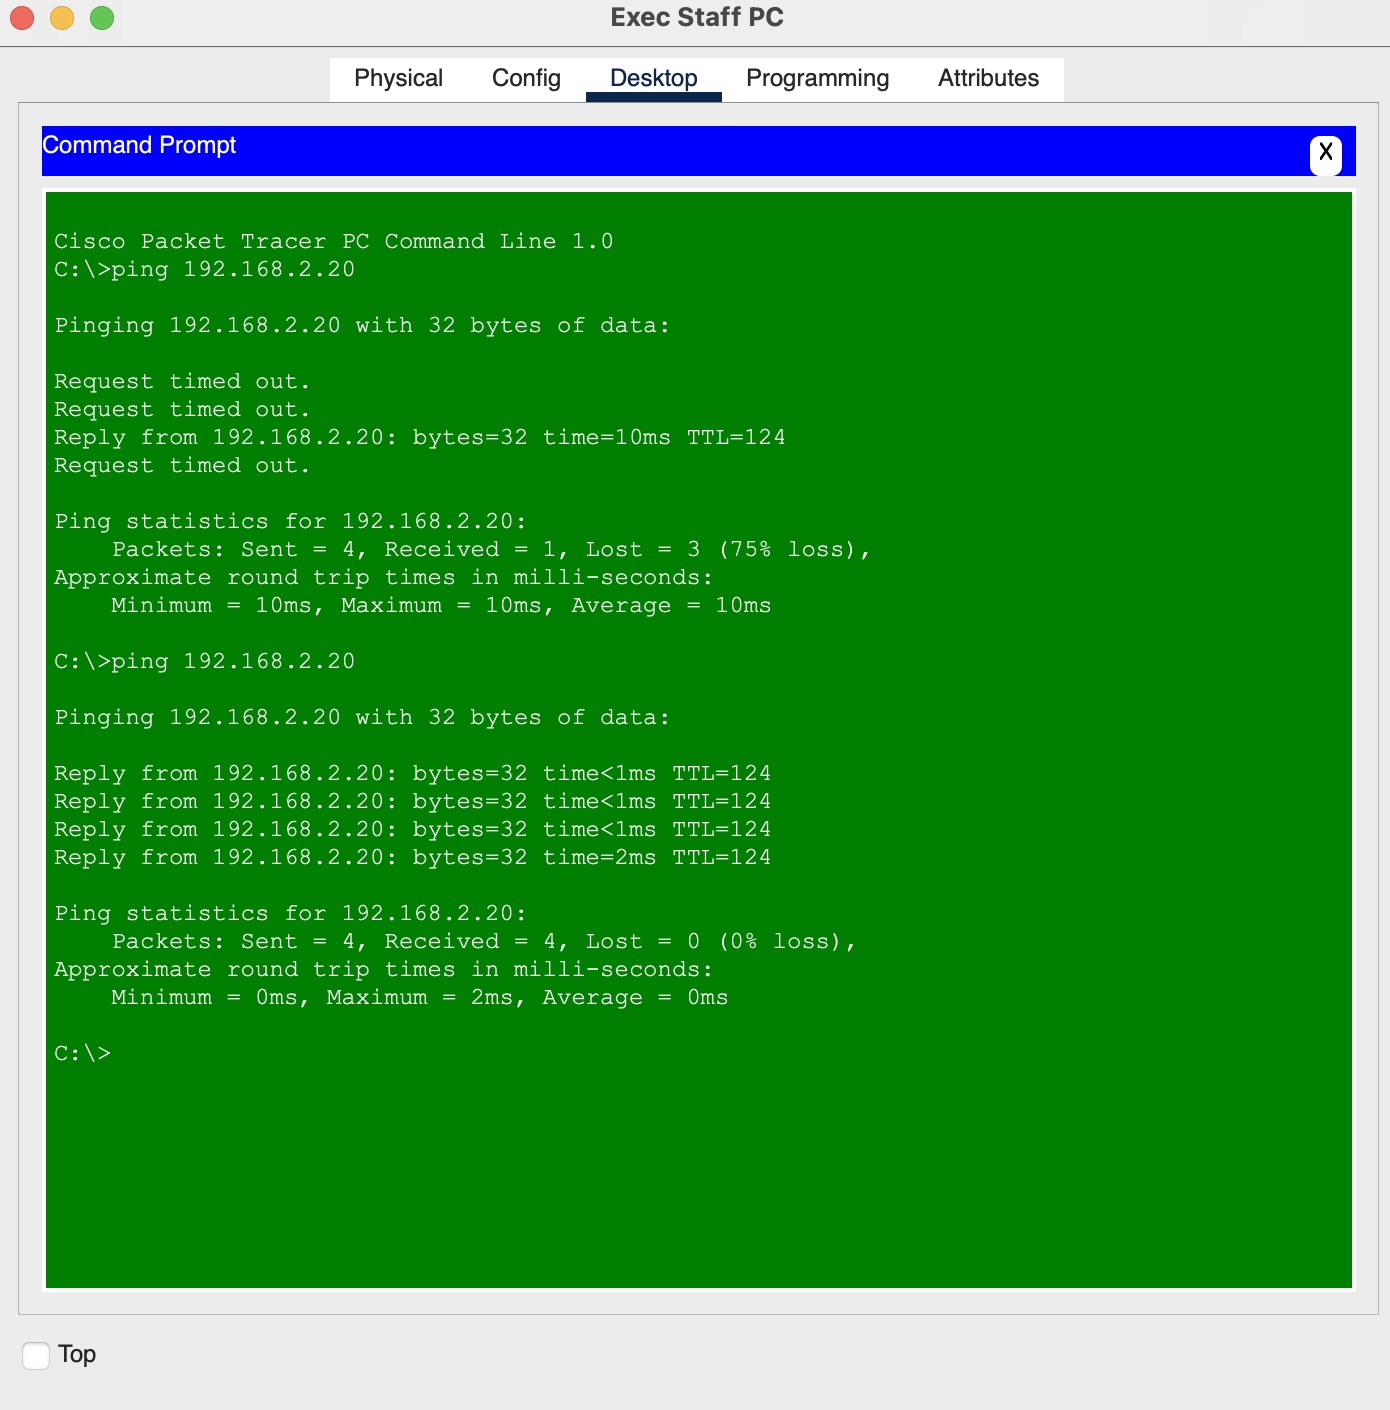 Exec Staff PC
Physical Config Desktop Programming Attributes
Command Prompt X
Cisco Packet Tracer PC Command Line 1.0
C:\>ping 192.168.2.20
Pinging 192.168.2.20 with 32 bytes of data:
Request timed out.
Request timed out.
Reply from 192.168.2.20: bytes=32 time=10ms TTL=124
Request timed out.
Ping statistics for 192.168.2.20:
    Packets: Sent = 4, Received = 1, Lost = 3 (75% loss),
Approximate round trip times in milli-seconds:
    Minimum = 10ms, Maximum = 10ms, Average = 10ms
C:\>ping 192.168.2.20
Pinging 192.168.2.20 with 32 bytes of data:
Reply from 192.168.2.20: bytes=32 time<1ms TTL=124
Reply from 192.168.2.20: bytes=32 time<1ms TTL=124
Reply from 192.168.2.20: bytes=32 time<1ms TTL=124
Reply from 192.168.2.20: bytes=32 time=2ms TTL=124
Ping statistics for 192.168.2.20:
    Packets: Sent = 4, Received = 4, Lost = 0 (0% loss),
Approximate round trip times in milli-seconds:
    Minimum = 0ms, Maximum = 2ms, Average = 0ms
C:\>
Top